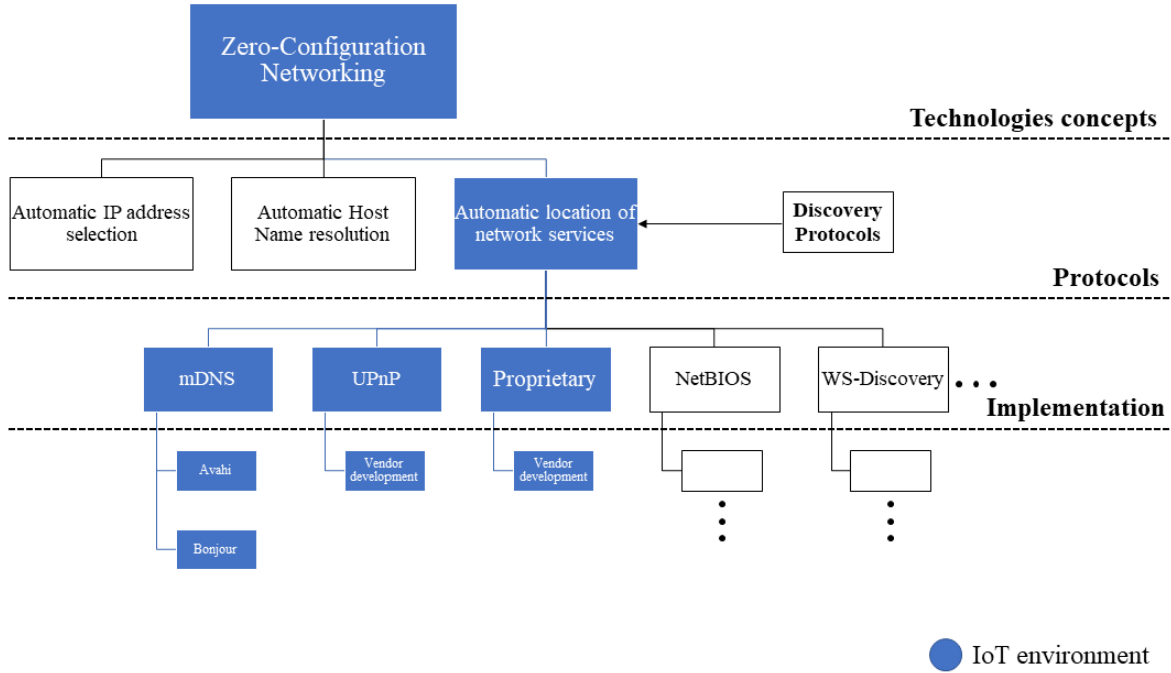 Zero-Configuration
Networking
Technologies concepts
Automatic IP address
selection
Automatic Host
Name resolution
Automatic location of
network services
Discovery
Protocols
Protocols
mDNS
UPnP
Proprietary
NetBIOS
WS-Discovery
Implementation
Avahi
Vendor
development
Vendor
development
Bonjour
IoT environment